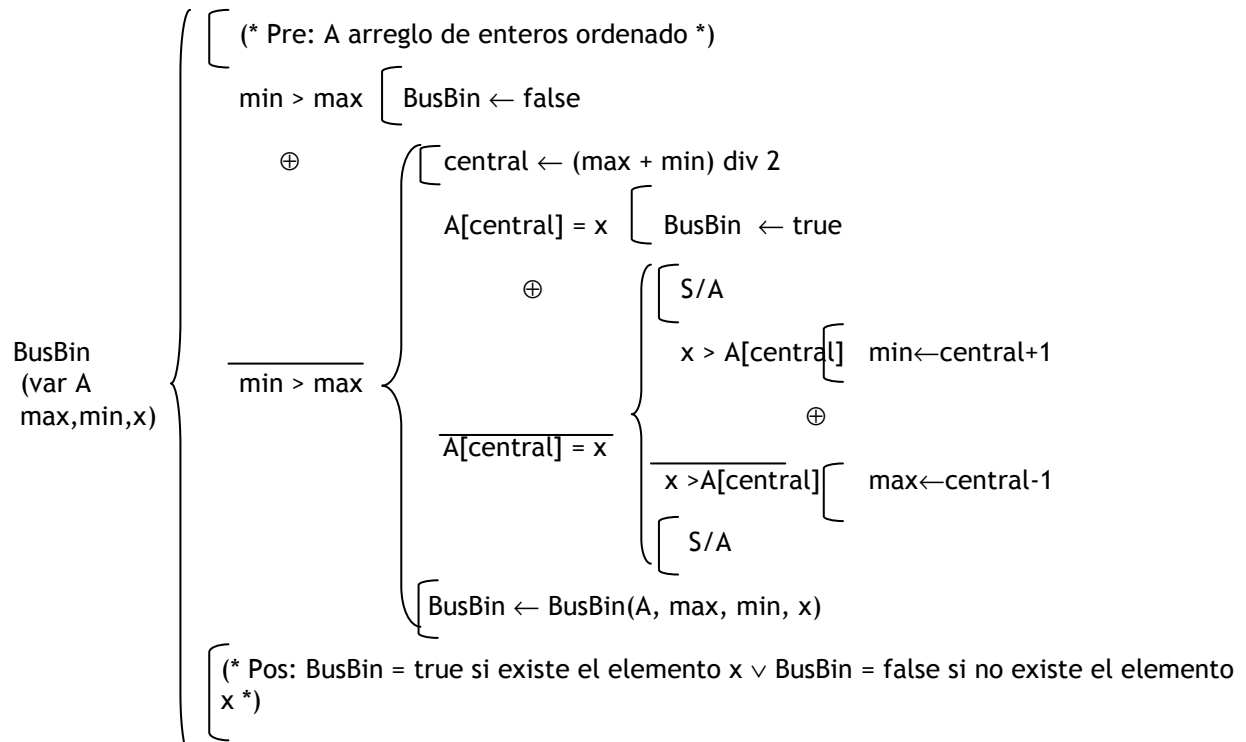 (* Pre: A arreglo de enteros ordenado *)
min > max BusBin ← false
⊕ central ← (max + min) div 2
A[central] = x BusBin ← true
⊕ S/A
BusBin
(var A
max,min,x)
min > max
x > A[central] min←central+1
⊕
A[central] = x
x >A[central] max←central-1
S/A
BusBin ← BusBin(A, max, min, x)
(* Pos: BusBin = true si existe el elemento x ∨ BusBin = false si no existe el elemento
x *)